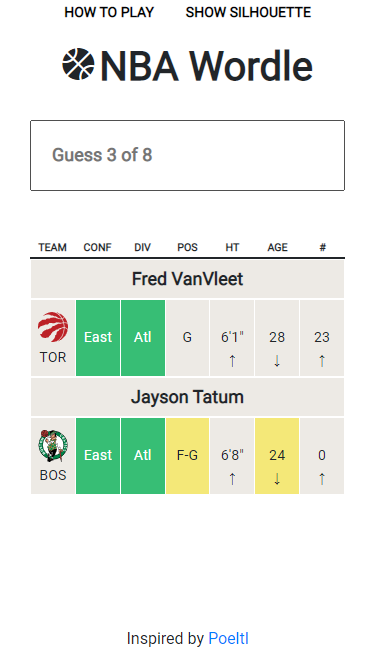 HOW TO PLAY SHOW SILHOUETTE
NBA Wordle
Guess 3 of 8
TEAM CONF DIV POS HT AGE #
Fred VanVleet
TOR East Atl G 6'1" 28 23
↑ ↓ ↑
Jayson Tatum
BOS East Atl F-G 6'8" 24 0
↑ ↓ ↑
Inspired by Poeltl